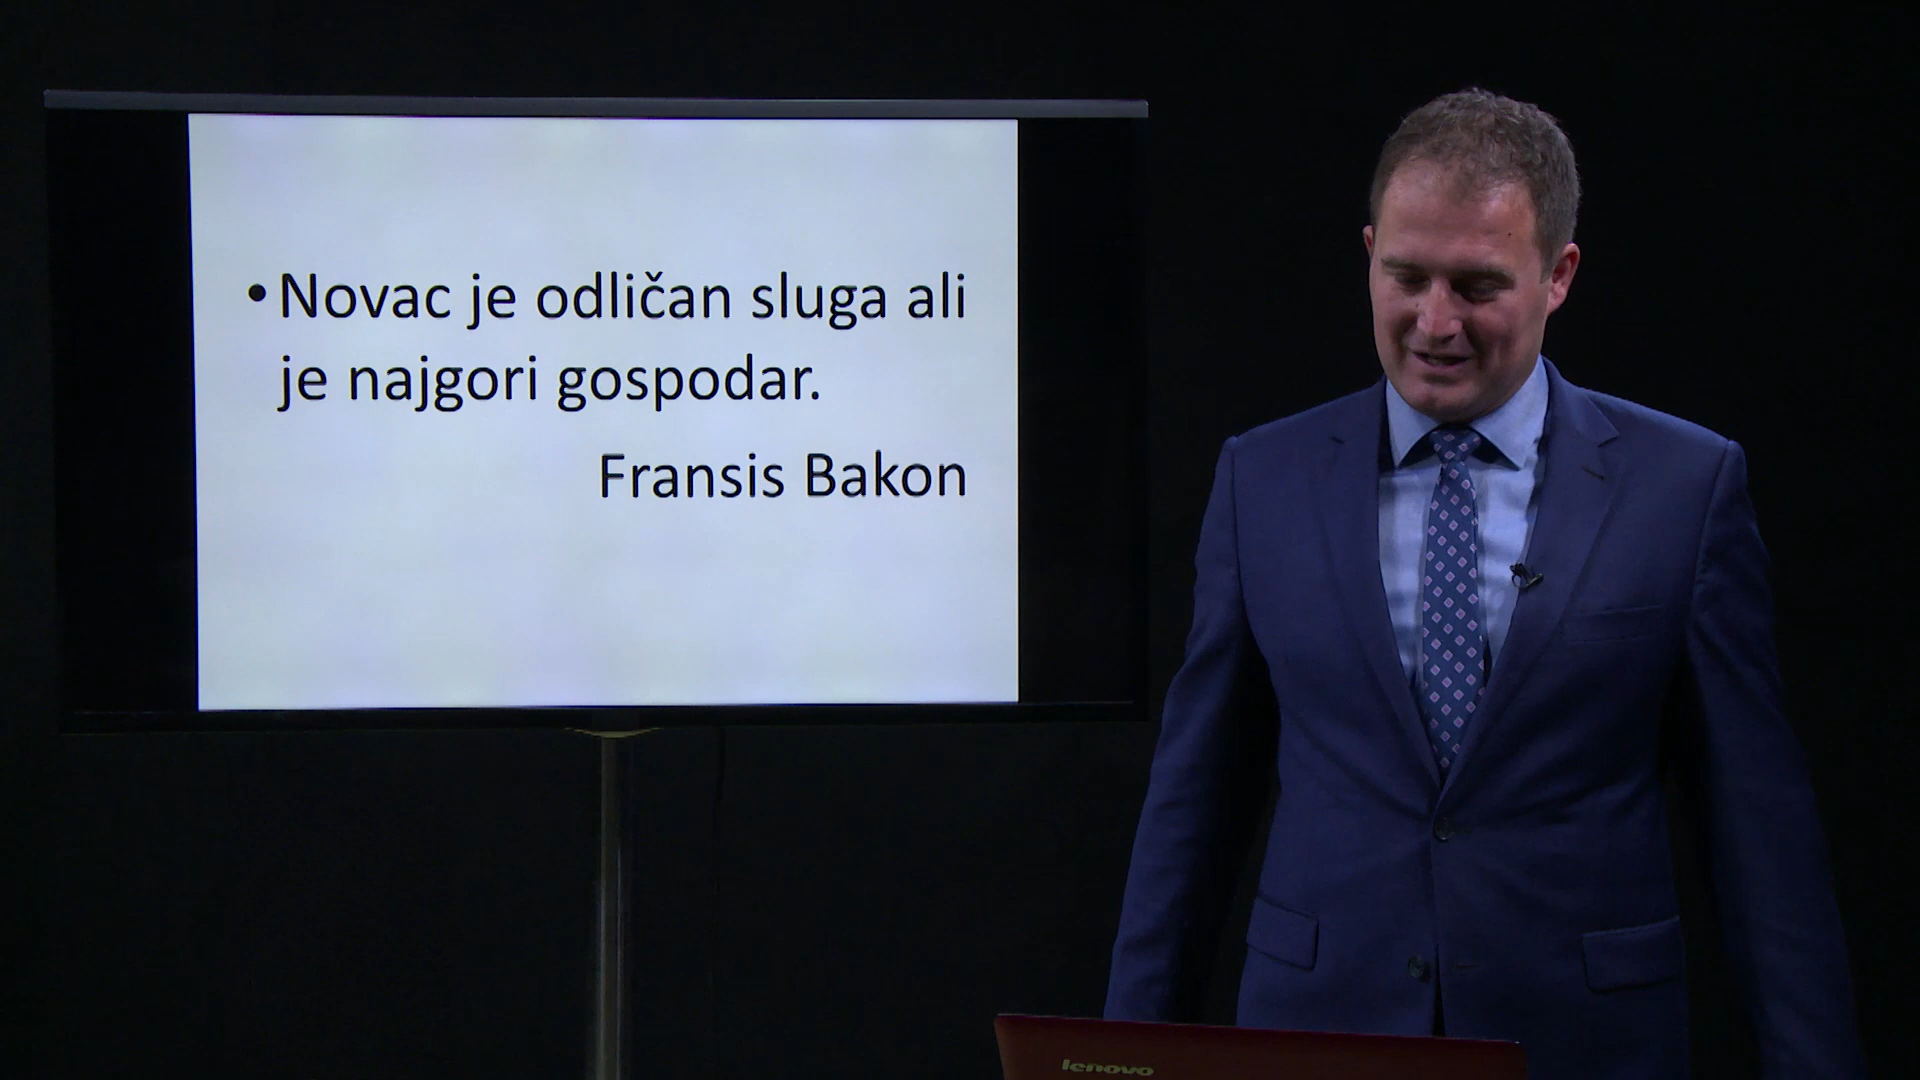 • Novac je odličan sluga ali
je najgori gospodar.
Fransis Bakon
lenovo